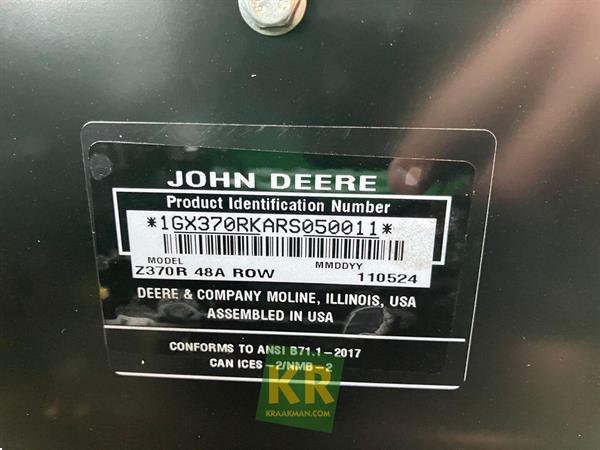 JOHN DEERE
Product Identification Number
*1GX370RKARS050011*
MODEL MMDDYY
Z370R 48A ROW 110524
DEERE & COMPANY MOLINE, ILLINOIS, USA
ASSEMBLED IN USA
CONFORMS TO ANSI B71.1-2017
CAN ICES-2/NMB-2
KR
KRAAKMAN.COM